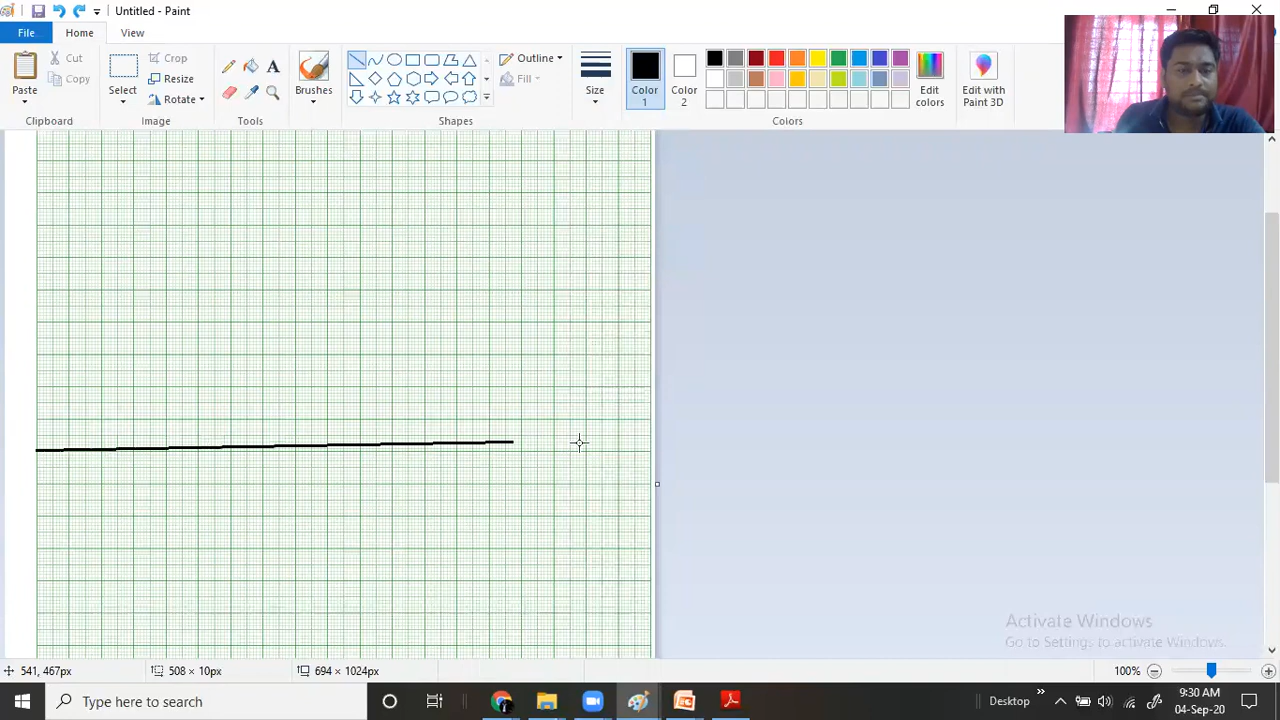 Untitled - Paint
File
Home
View
Paste
Cut
Copy
Clipboard
Select
Crop
Resize
Rotate
Image
A
Tools
Brushes
Outline
Fill
Shapes
Size
Color 1
Color 2
Edit colors
Edit with Paint 3D
Colors
Activate Windows
Go to Settings to activate Windows.
541, 467px
508 × 10px
694 × 1024px
100%
Type here to search
Desktop
9:30 AM
04-Sep-20